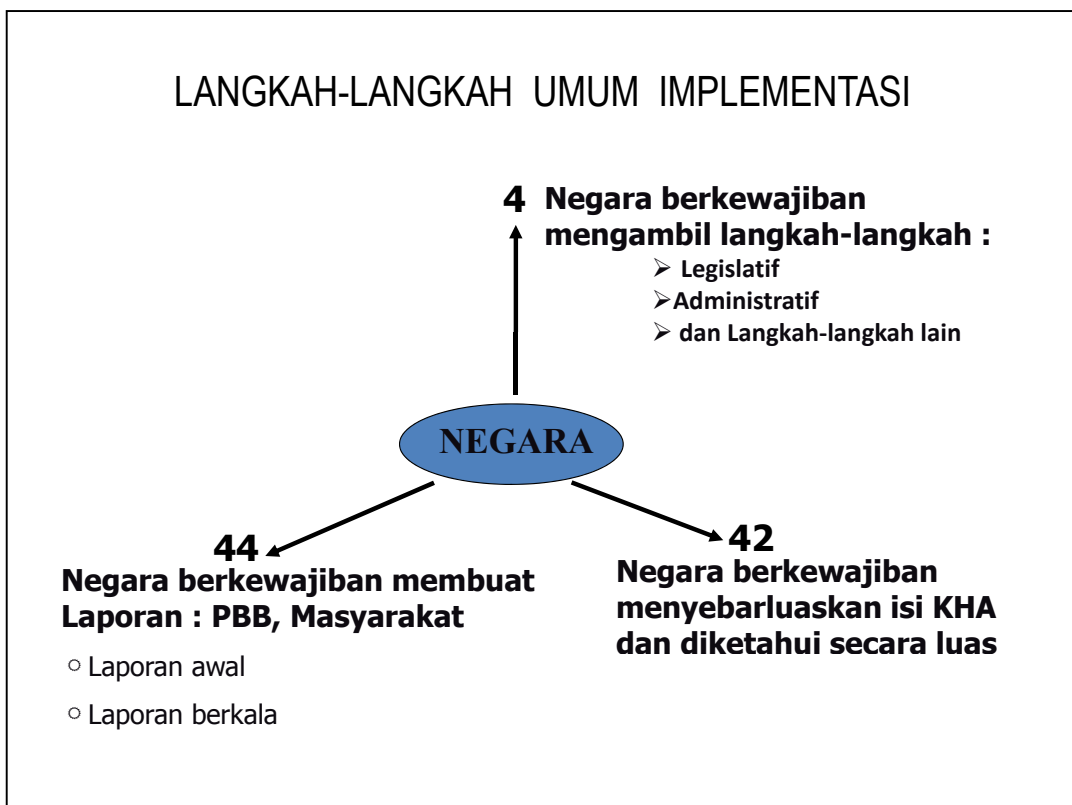 LANGKAH-LANGKAH UMUM IMPLEMENTASI
4 Negara berkewajiban
mengambil langkah-langkah :
➢ Legislatif
➢Administratif
➢ dan Langkah-langkah lain
NEGARA
44
Negara berkewajiban membuat
Laporan : PBB, Masyarakat
○ Laporan awal
○ Laporan berkala
42
Negara berkewajiban
menyebarluaskan isi KHA
dan diketahui secara luas